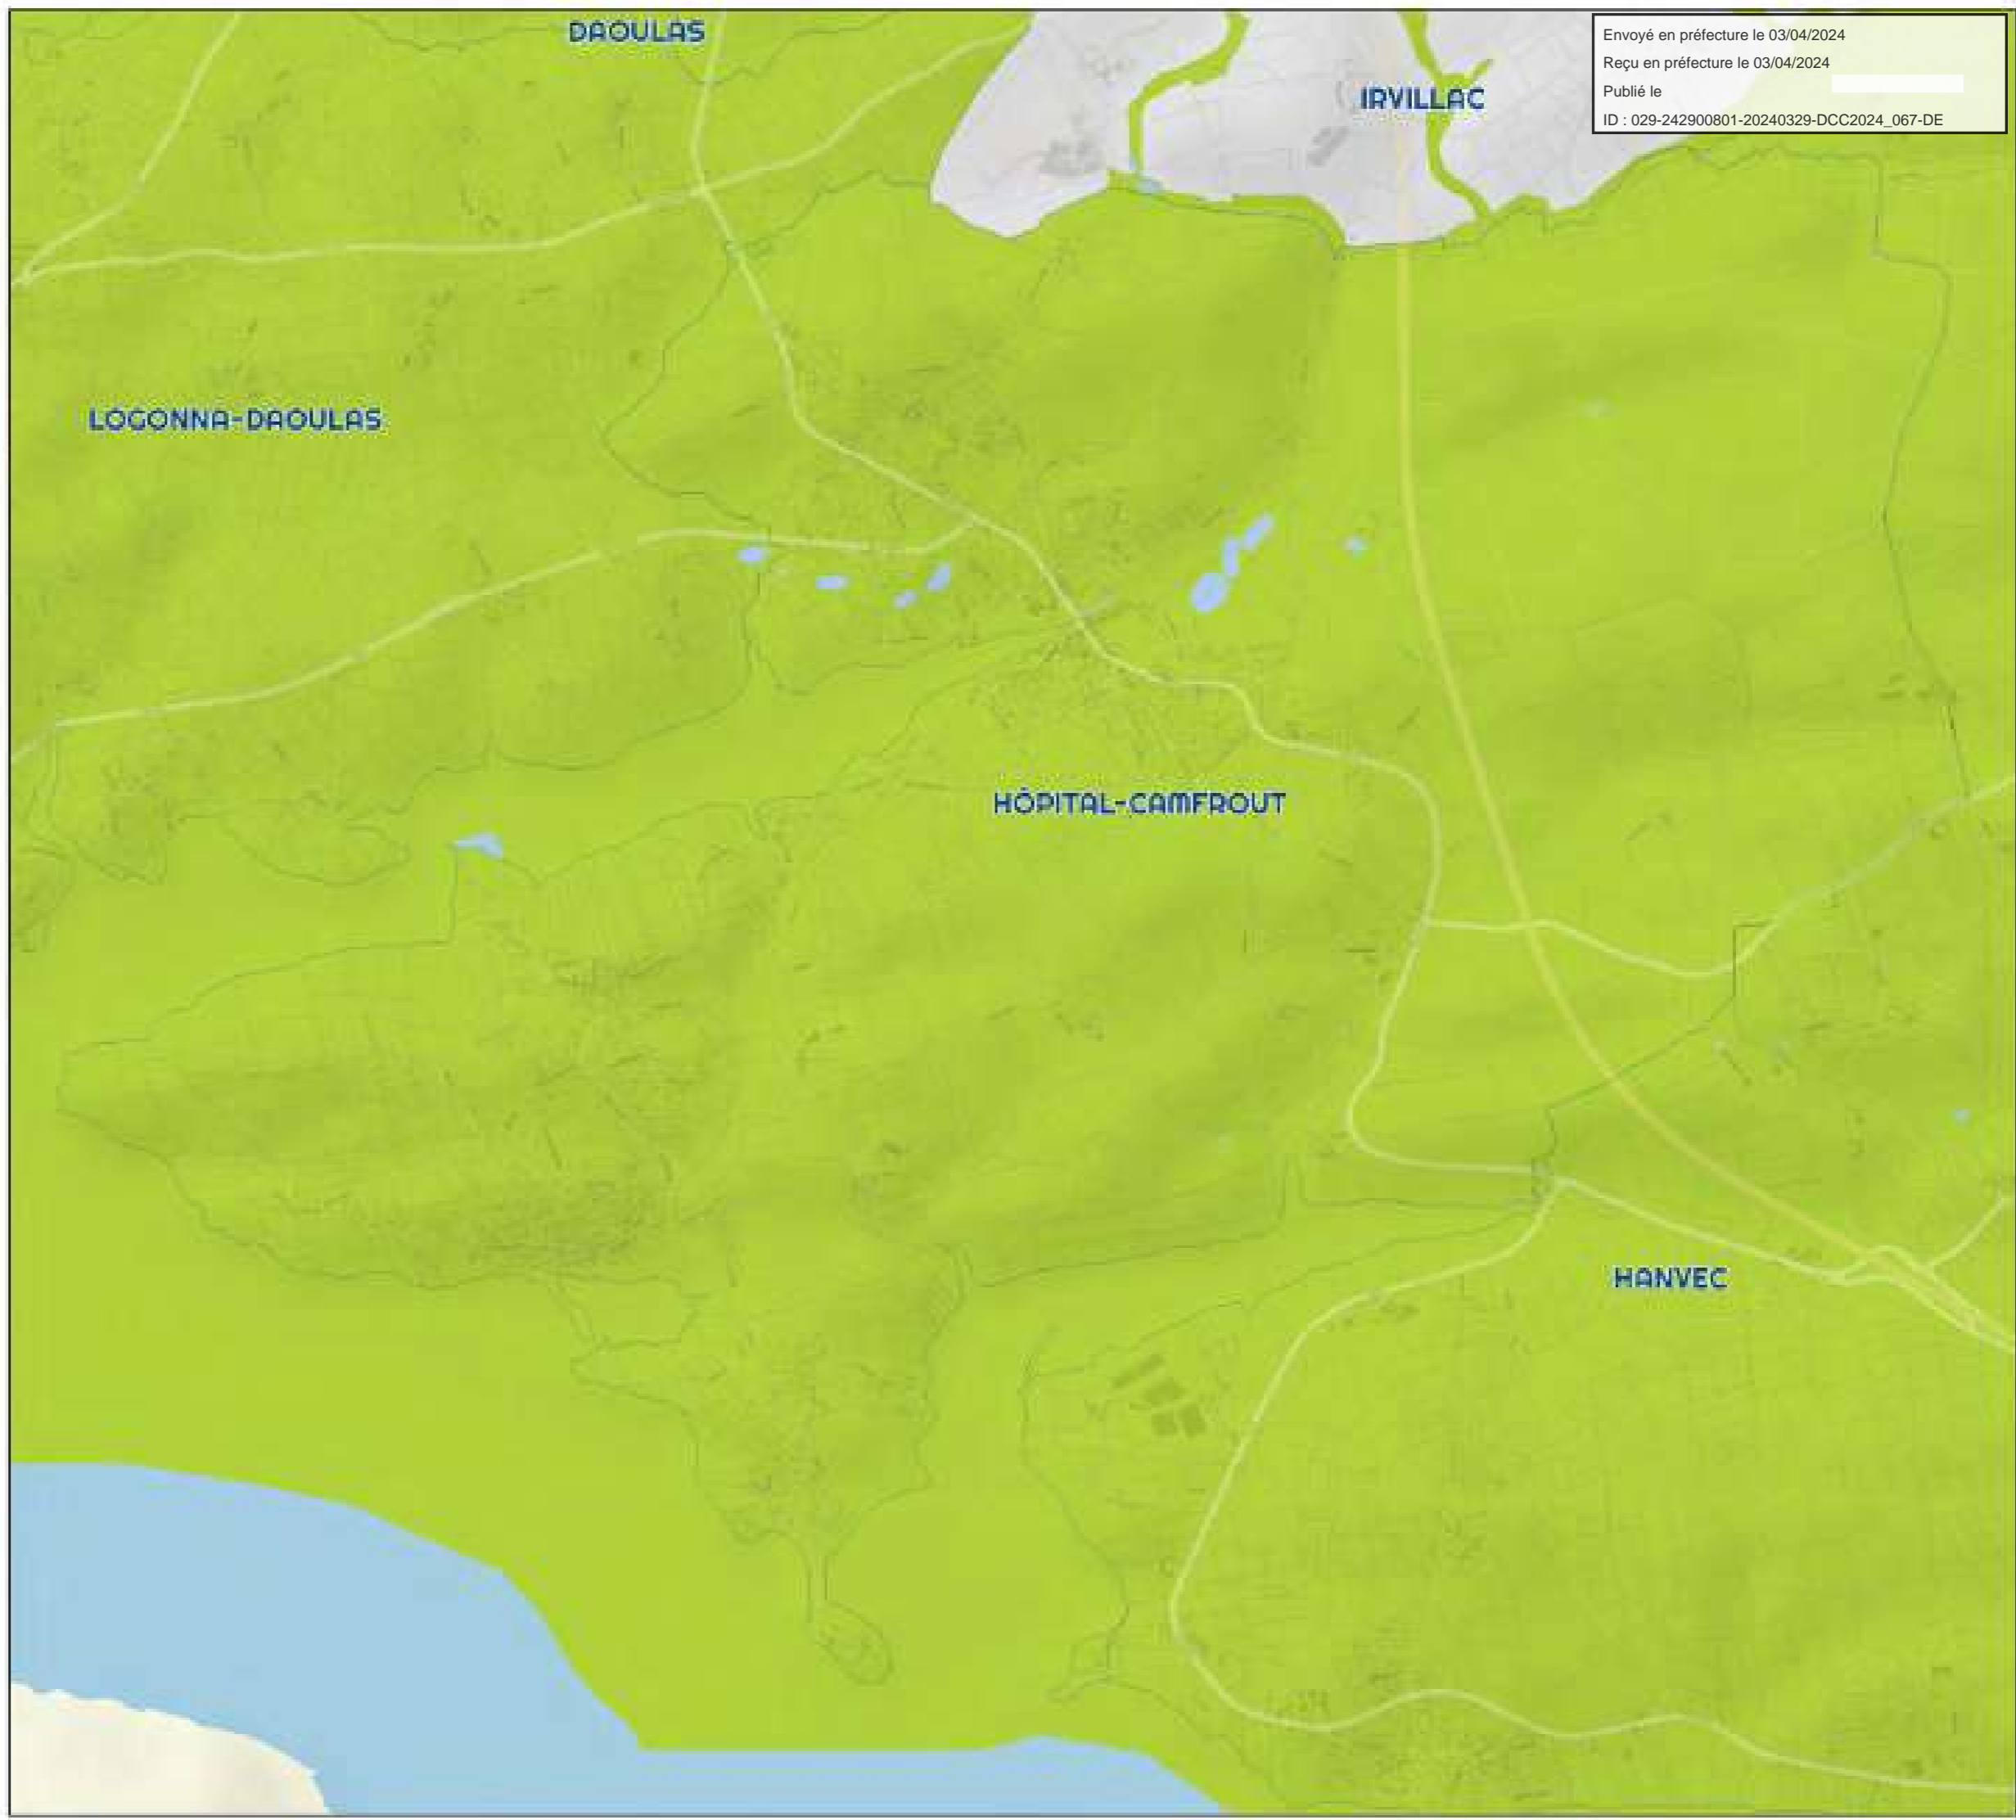 DAOULAS
Envoyé en préfecture le 03/04/2024
Reçu en préfecture le 03/04/2024
Publié le
ID : 029-242900801-20240329-DCC2024_067-DE
IRVILLAC
LOGONNA-DAOULAS
HÔPITAL-CAMFROUT
HANVEC